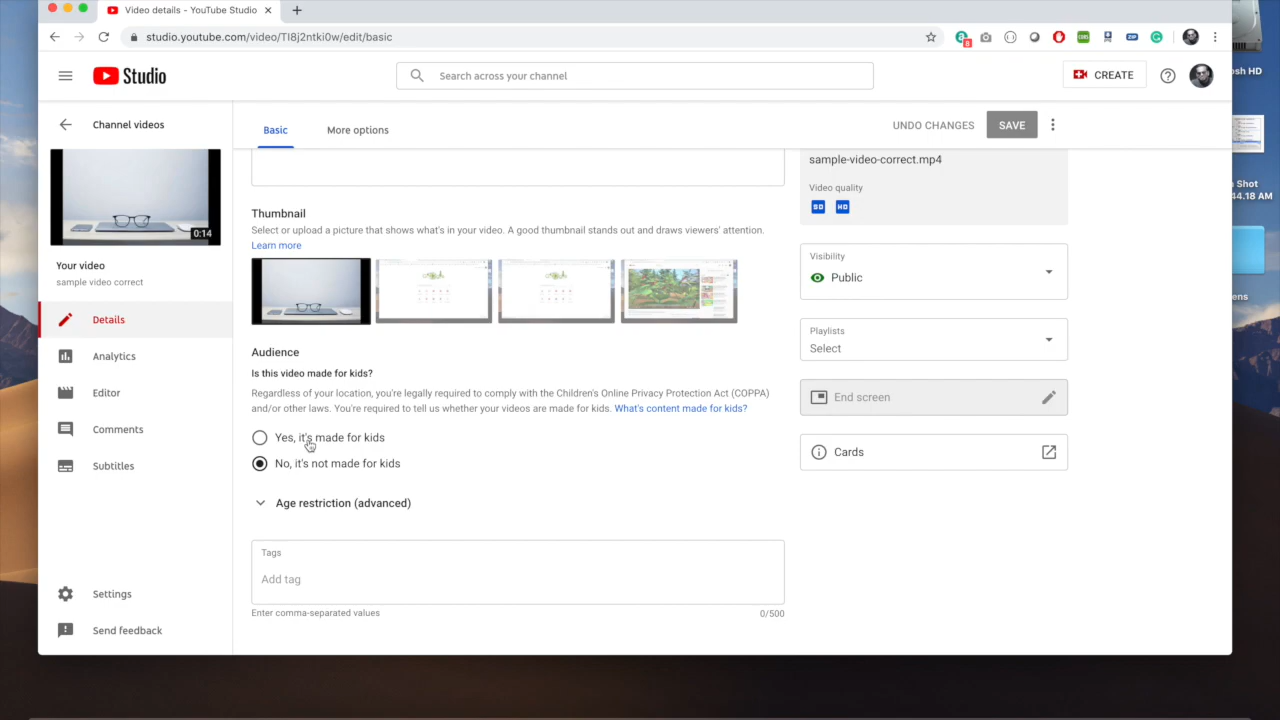 Video details - YouTube Studio
studio.youtube.com/video/TI8j2ntki0w/edit/basic
Studio
Search across your channel
CREATE
Channel videos
Basic
More options
UNDO CHANGES
SAVE
0:14
Your video
sample video correct
Details
Analytics
Editor
Comments
Subtitles
Settings
Send feedback
Thumbnail
Select or upload a picture that shows what's in your video. A good thumbnail stands out and draws viewers' attention.
Learn more
Audience
Is this video made for kids?
Regardless of your location, you're legally required to comply with the Children's Online Privacy Protection Act (COPPA)
and/or other laws. You're required to tell us whether your videos are made for kids. What's content made for kids?
Yes, it's made for kids
No, it's not made for kids
Age restriction (advanced)
Tags
Add tag
Enter comma-separated values
0/500
sample-video-correct.mp4
Video quality
SD
HD
Visibility
Public
Playlists
Select
End screen
Cards
osh HD
Shot
44.18 AM
ens